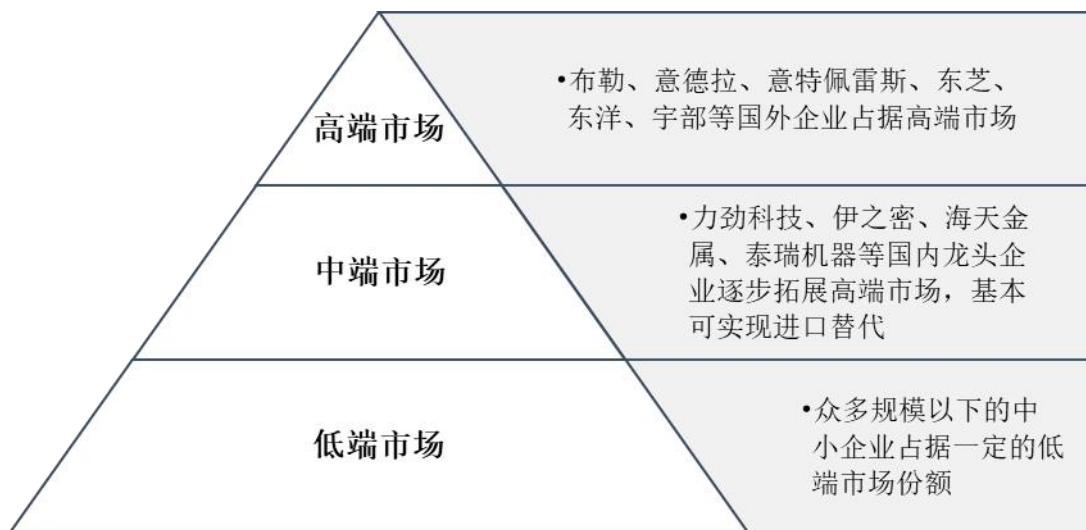 高端市场
•布勒、意德拉、意特佩雷斯、东芝、
东洋、宇部等国外企业占据高端市场
中端市场
•力劲科技、伊之密、海天金
属、泰瑞机器等国内龙头企
业逐步拓展高端市场，基本
可实现进口替代
低端市场
•众多规模以下的中
小企业占据一定的低
端市场份额